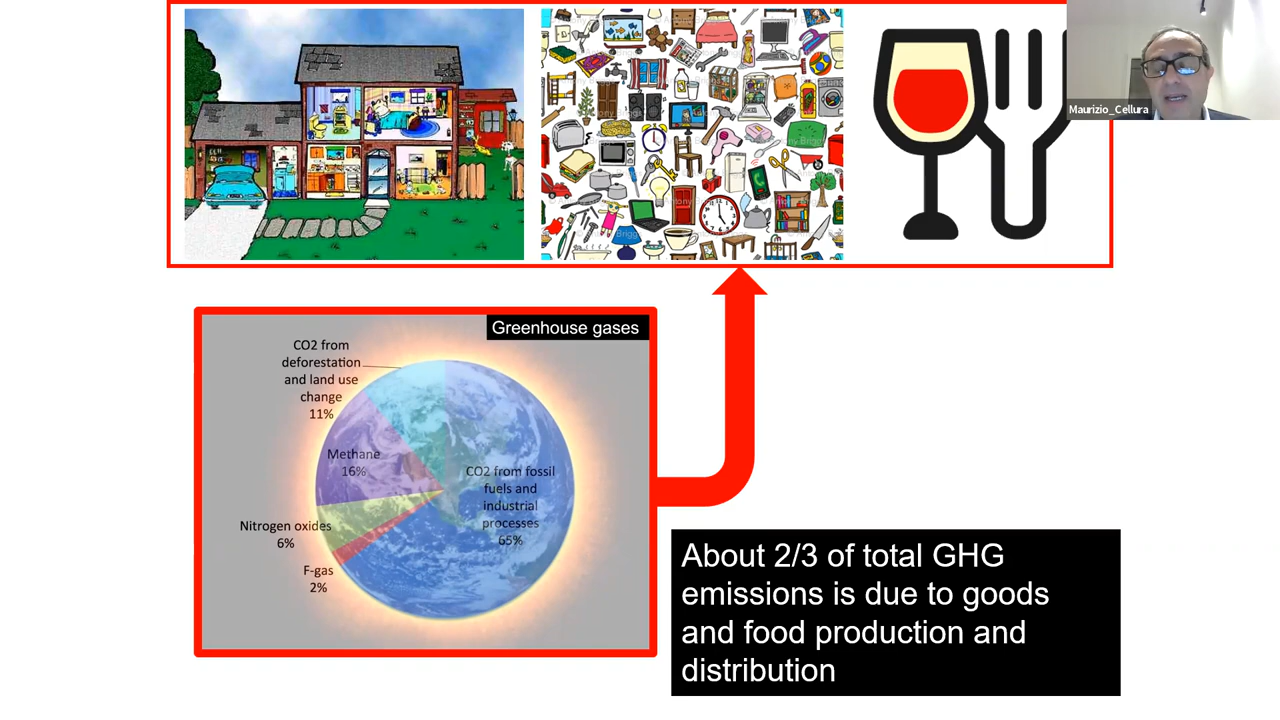 Maurizio_Cellura
Greenhouse gases
CO2 from
deforestation
and land use
change
11%
Methane
16%
CO2 from fossil
fuels and
industrial
processes
65%
Nitrogen oxides
6%
F-gas
2%
About 2/3 of total GHG
emissions is due to goods
and food production and
distribution